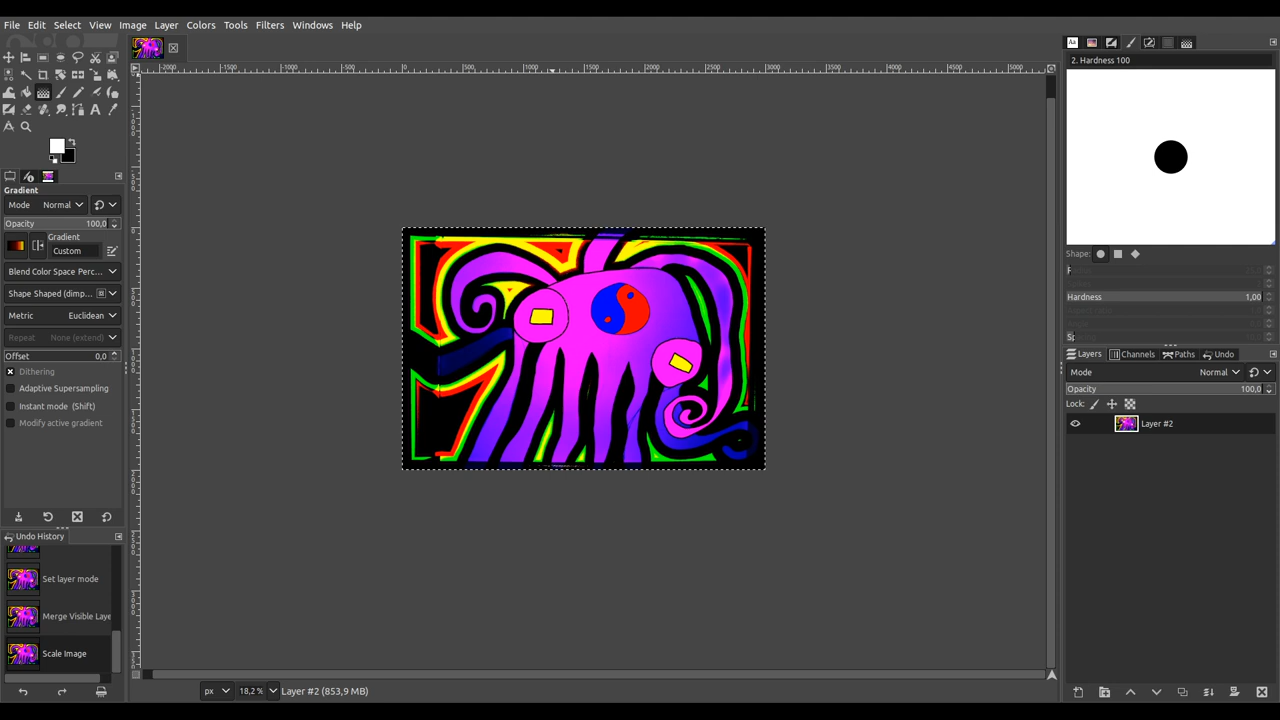 File Edit Select View Image Layer Colors Tools Filters Windows Help
Gradient
Mode Normal
Opacity 100,0
Gradient
Custom
Blend Color Space Perc...
Shape Shaped (dimp...
Metric Euclidean
Repeat None (extend)
Offset 0,0
Dithering
Adaptive Supersampling
Instant mode (Shift)
Modify active gradient
Undo History
Set layer mode
Merge Visible Laye
Scale Image
px 18,2 % Layer #2 (853,9 MB)
2. Hardness 100
Shape:
Hardness 1,00
Layers Channels Paths Undo
Mode Normal
Opacity 100,0
Lock:
Layer #2